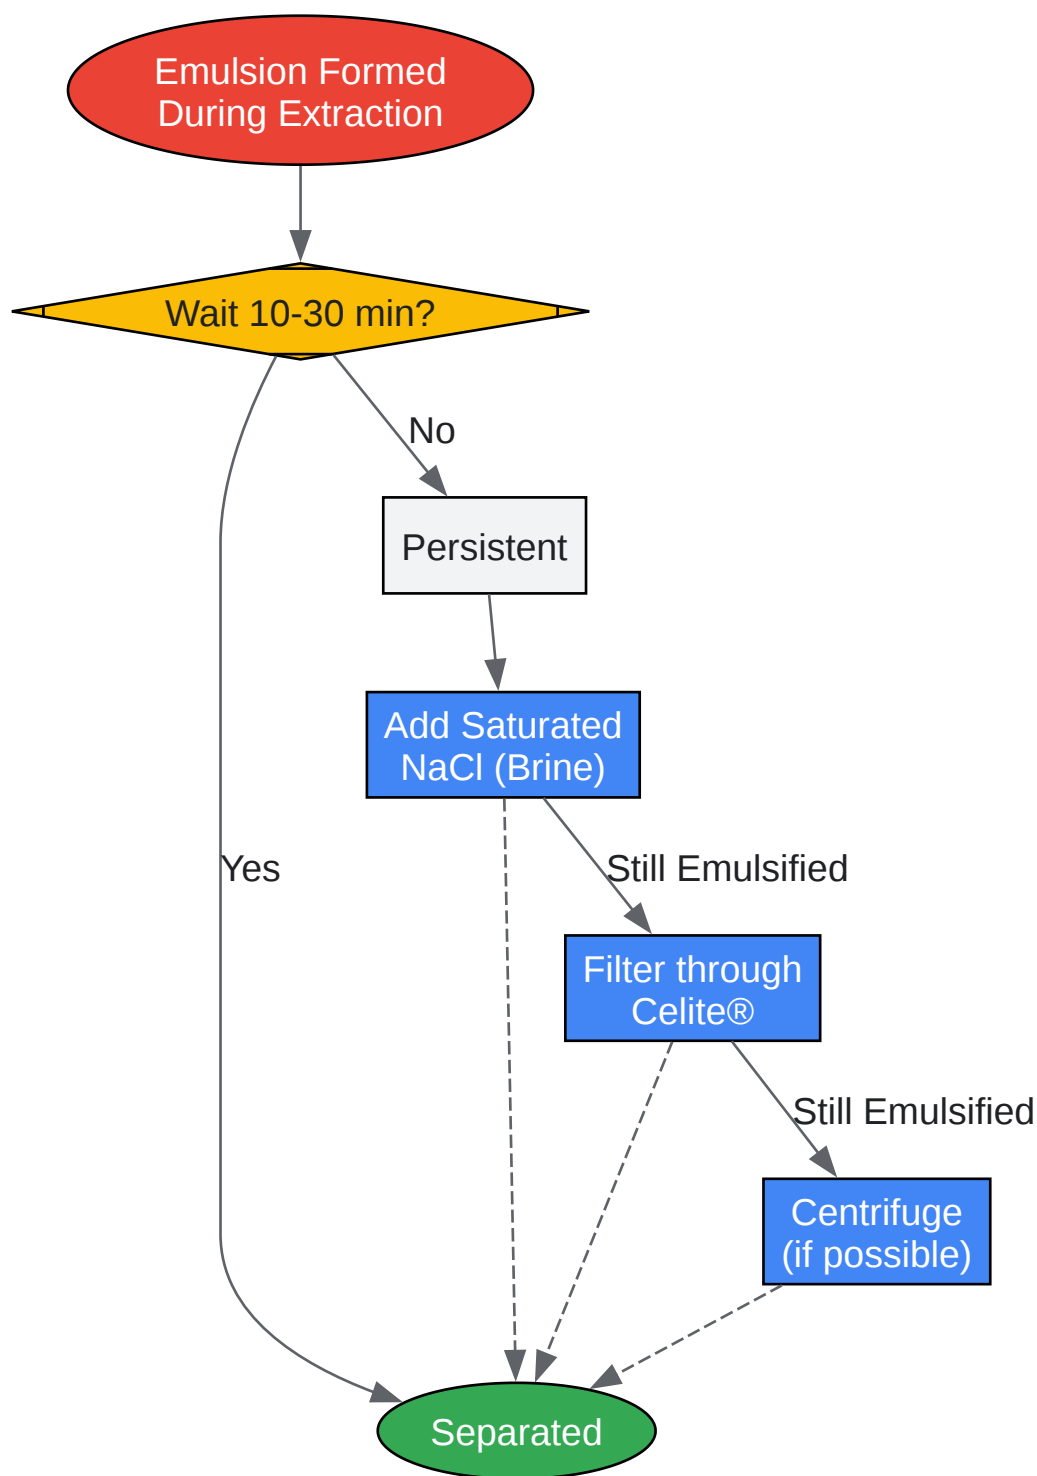 Emulsion Formed
During Extraction
Wait 10-30 min?
No
Persistent
Add Saturated
NaCl (Brine)
Yes
Still Emulsified
Filter through
Celite®
Still Emulsified
Centrifuge
(if possible)
Separated